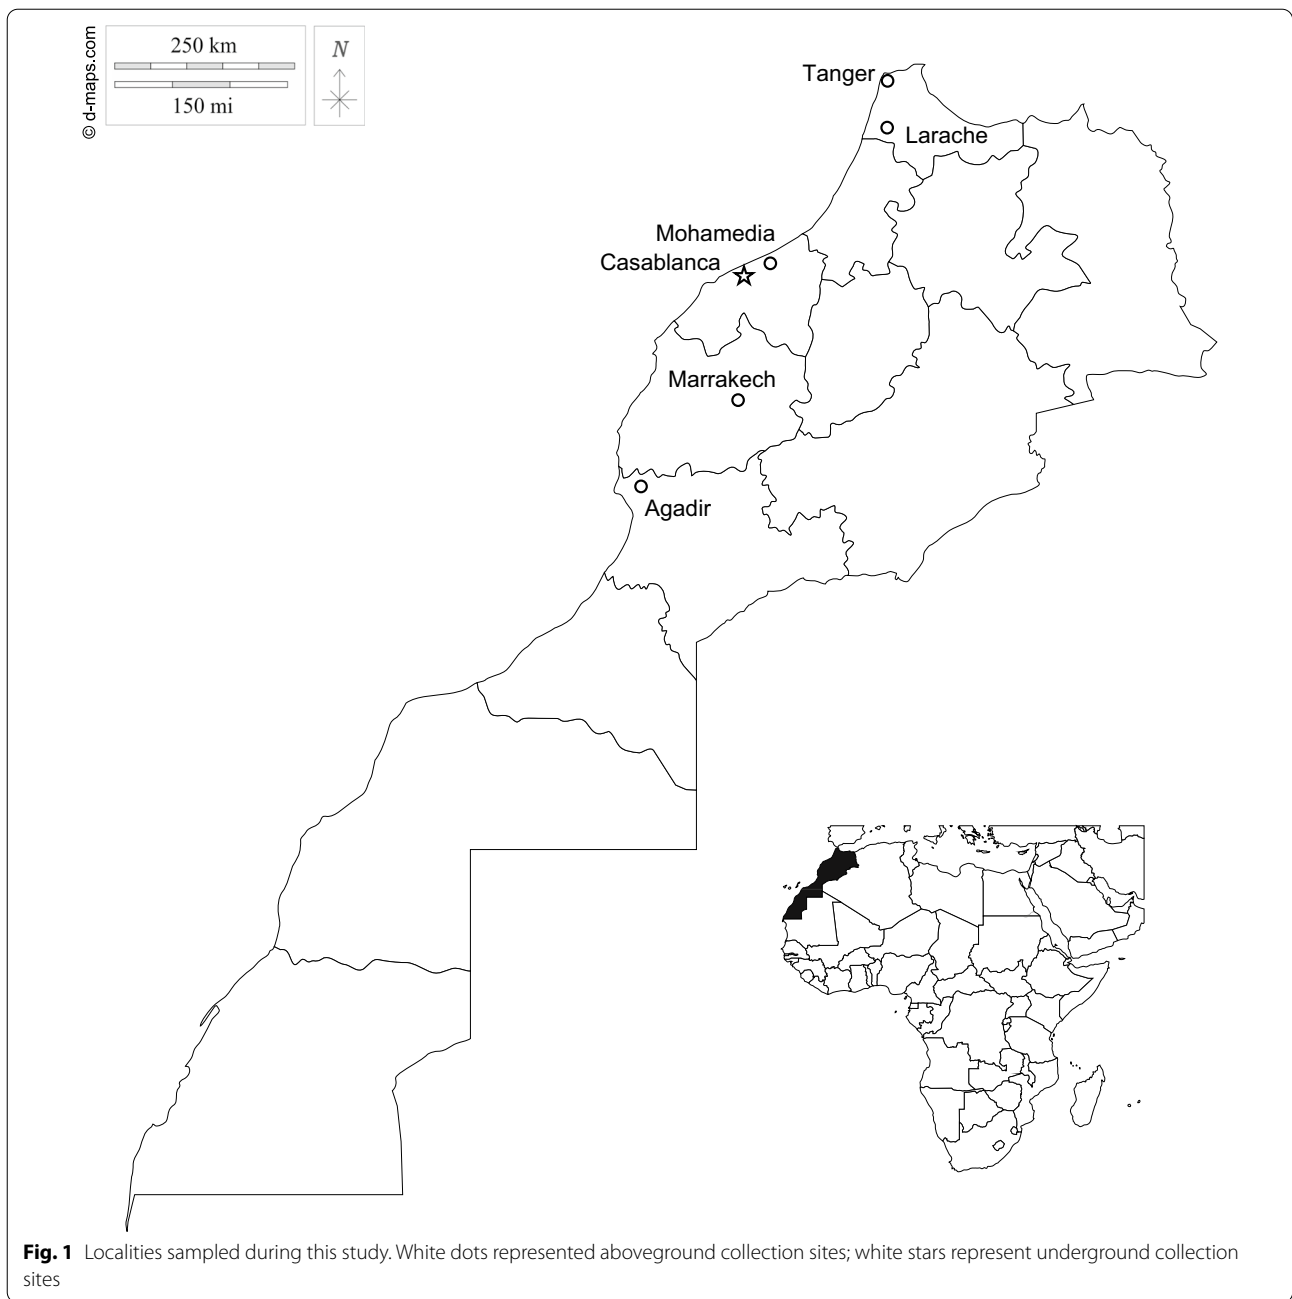 © d-maps.com
250 km
150 mi
N
Tanger
Larache
Mohamedia
Casablanca
Marrakech
Agadir
Fig. 1 Localities sampled during this study. White dots represented aboveground collection sites; white stars represent underground collection
sites